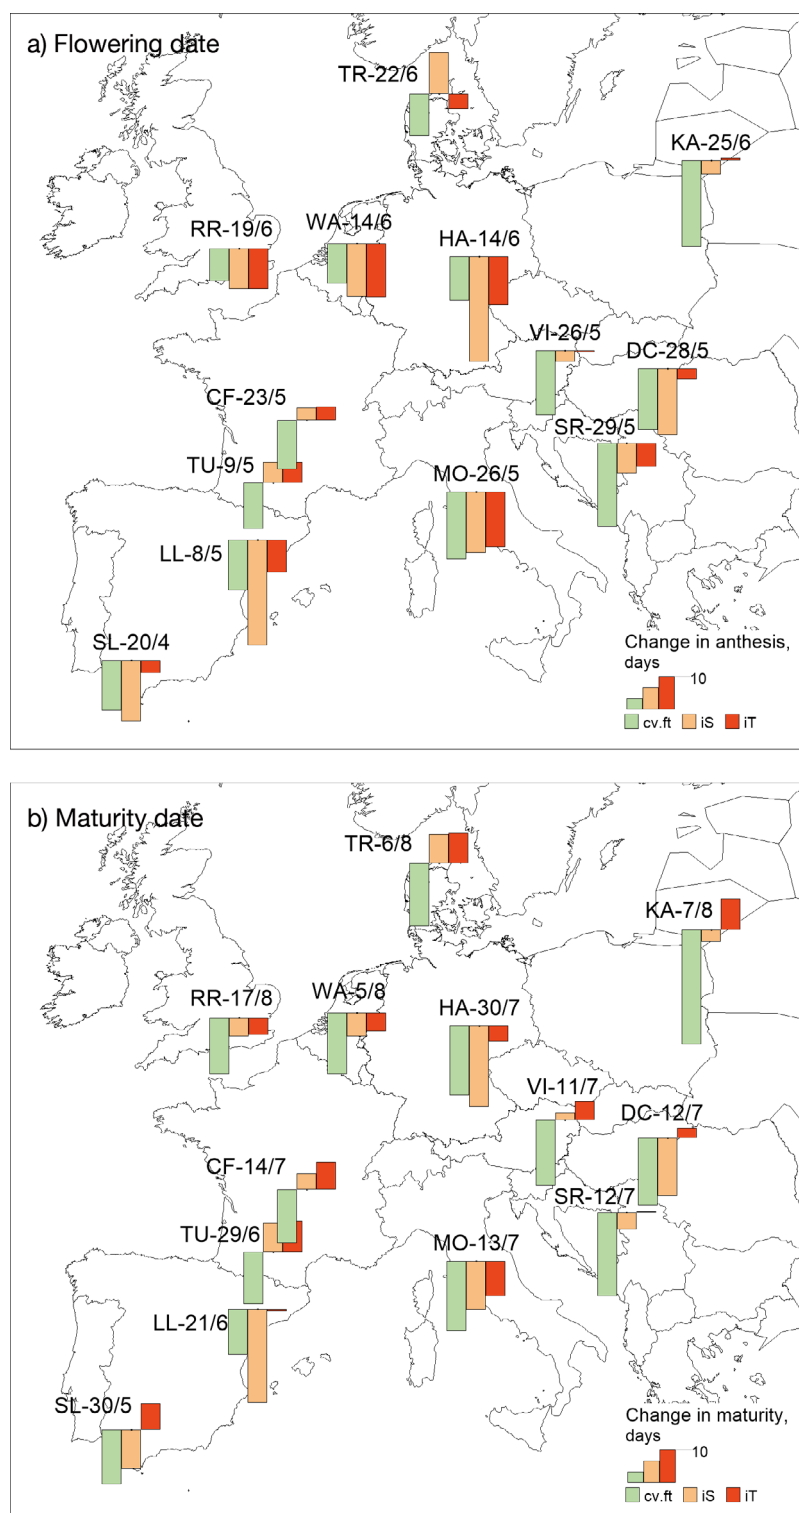 a) Flowering date
TR-22/6
KA-25/6
RR-19/6
WA-14/6
HA-14/6
VI-26/5
DC-28/5
CF-23/5
SR-29/5
TU-9/5
MO-26/5
LL-8/5
SL-20/4
Change in anthesis,
days
10
cv.ft iS iT
b) Maturity date
TR-6/8
KA-7/8
RR-17/8
WA-5/8
HA-30/7
VI-11/7
DC-12/7
CF-14/7
SR-12/7
TU-29/6
MO-13/7
LL-21/6
SL-30/5
Change in maturity,
days
10
cv.ft iS iT